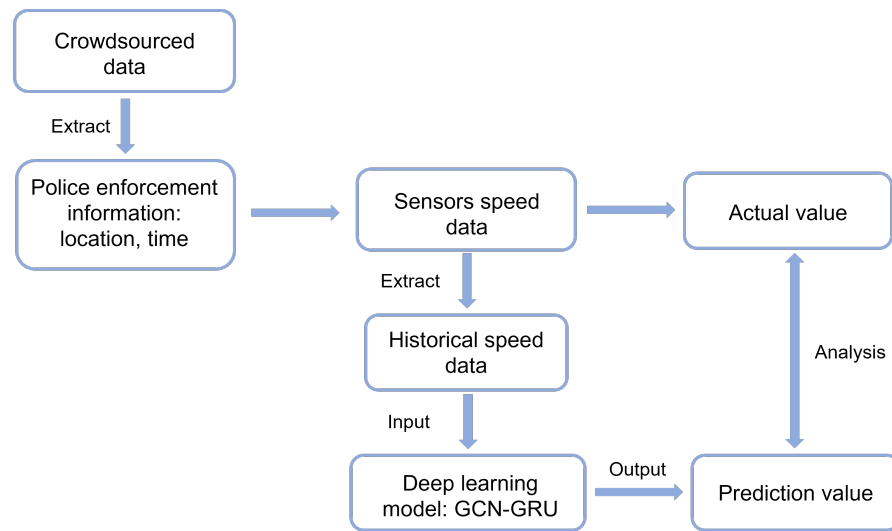 Crowdsourced
data
Extract
Police enforcement
information:
location, time
Sensors speed
data
Actual value
Extract
Historical speed
data
Analysis
Input
Deep learning
model: GCN-GRU
Output
Prediction value